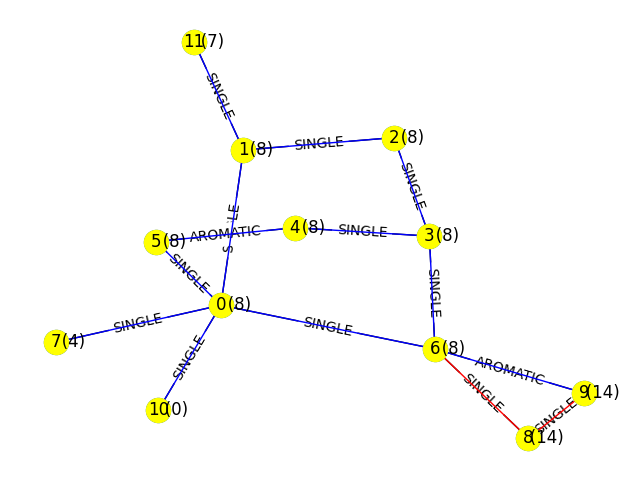 11(7)
SINGLE
2(8)
SINGLE
1(8)
SINGLE
4(8)
SINGLE
3(8)
5(8)
AROMATIC
SINGLE
SINGLE
0(8)
SINGLE
SINGLE
7(4)
SINGLE
6(8)
AROMATIC
SINGLE
9(14)
SINGLE
10(0)
8(14)